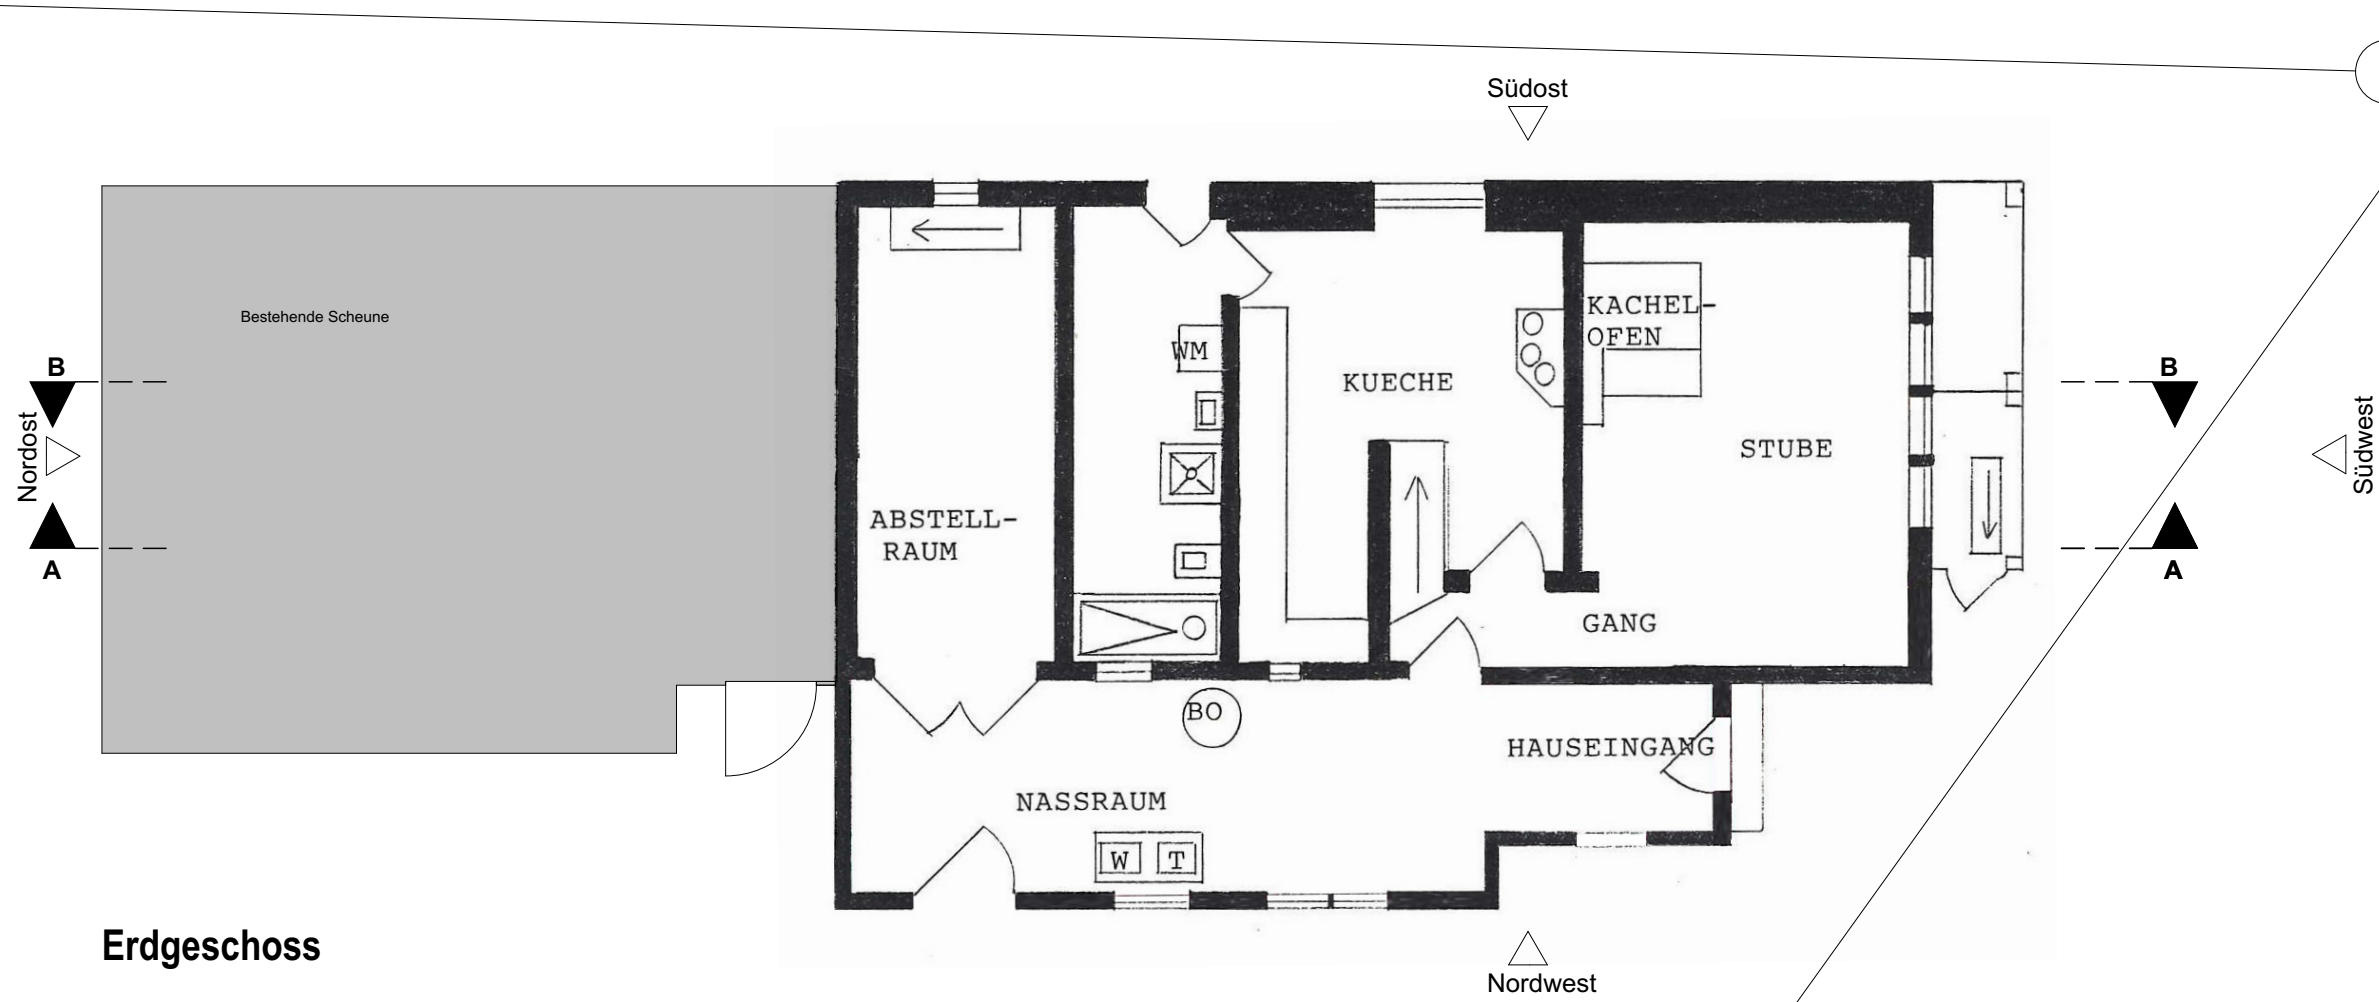 Südost
Bestehende Scheune
KACHEL-
OFEN
WM
B
B
KUECHE
Nordost
Südwest
STUBE
ABSTELL-
RAUM
A
A
GANG
BO
HAUSEINGANG
NASSRAUM
W T
Erdgeschoss
Nordwest